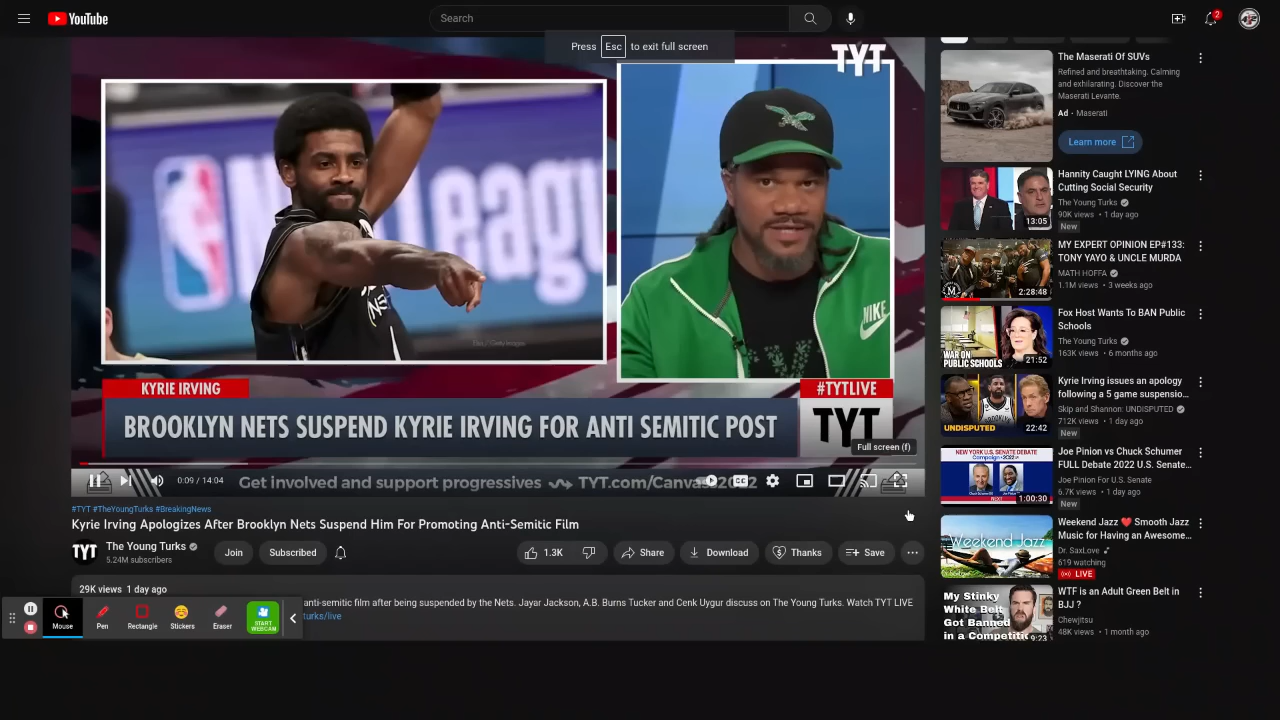 YouTube
Search
2
Press Esc to exit full screen
TYT
NBA
League
NIKE
KYRIE IRVING
#TYTLIVE
BROOKLYN NETS SUSPEND KYRIE IRVING FOR ANTI SEMITIC POST
TYT
Full screen (f)
0:09 / 14:04
Get involved and support progressives
#TYT #TheYoungTurks #BreakingNews
Kyrie Irving Apologizes After Brooklyn Nets Suspend Him For Promoting Anti-Semitic Film
TYT
The Young Turks
5.24M subscribers
Join
Subscribed
1.3K
Share
Download
Thanks
Save
29K views 1 day ago
anti-semitic film after being suspended by the Nets. Jayar Jackson, A.B. Burns Tucker and Cenk Uygur discuss on The Young Turks. Watch TYT LIVE
turks/live
Mouse
Pen
Rectangle
Stickers
Eraser
START
WEBCAM
The Maserati Of SUVs
Refined and breathtaking. Calming
and exhilarating. Discover the
Maserati Levante.
Ad · Maserati
Learn more
13:05
Hannity Caught LYING About
Cutting Social Security
The Young Turks
90K views · 1 day ago
New
2:28:48
MY EXPERT OPINION EP#133:
TONY YAYO & UNCLE MURDA
MATH HOFFA
1.1M views · 3 weeks ago
WAR ON
PUBLIC SCHOOLS
21:52
Fox Host Wants To BAN Public
Schools
The Young Turks
163K views · 6 months ago
UNDISPUTED
22:42
Kyrie Irving issues an apology
following a 5 game suspensio...
Skip and Shannon: UNDISPUTED
712K views · 1 day ago
New
NEW YORK U.S. SENATE DEBATE
Campaign 2022
1:00:30
Joe Pinion vs Chuck Schumer
FULL Debate 2022 U.S. Senate...
Joe Pinion For U.S. Senate
6.7K views · 1 day ago
New
Weekend Jazz
Weekend Jazz ❤️ Smooth Jazz
Music for Having an Awesome...
Dr. SaxLove
619 watching
LIVE
My Stinky
White Belt
Got Banned
in a Competitio
9:23
WTF is an Adult Green Belt in
BJJ ?
Chewjitsu
48K views · 1 month ago